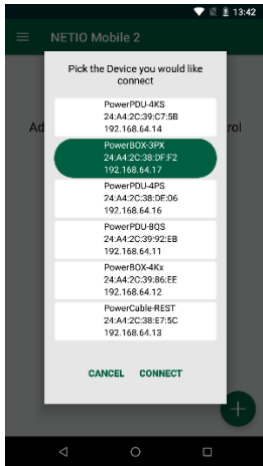 13:42
NETIO Mobile 2
Pick the Device you would like
connect
Ad
rol
PowerPDU-4KS
24:A4:2C:39:C7:5B
192.168.64.14
PowerBOX-3PX
24:A4:2C:38:DF:F2
192.168.64.17
PowerPDU-4PS
24:A4:2C:38:DE:06
192.168.64.16
PowerPDU-8QS
24:A4:2C:39:92:EB
192.168.64.11
PowerBOX-4Kx
24:A4:2C:39:86:EE
192.168.64.12
PowerCable-REST
24:A4:2C:38:E7:5C
192.168.64.13
CANCEL CONNECT